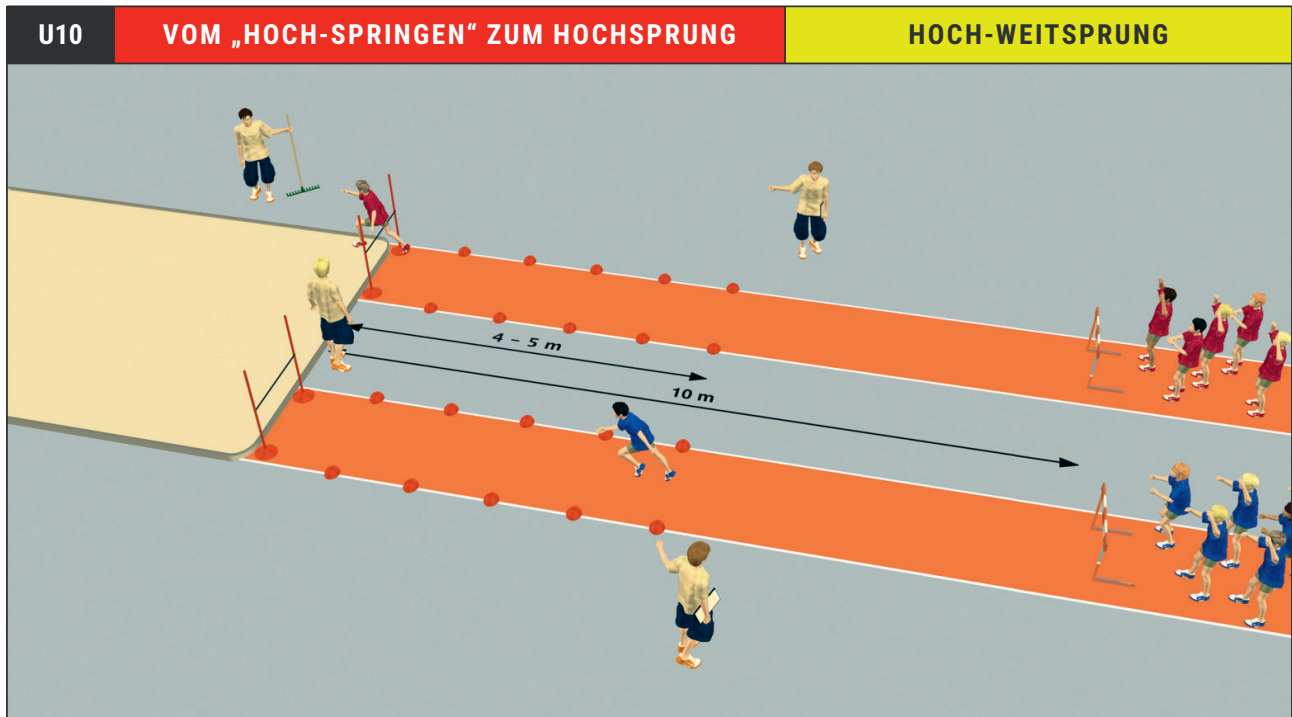 U10
VOM „HOCH-SPRINGEN“ ZUM HOCHSPRUNG
HOCH-WEITSPRUNG
4 – 5 m
10 m